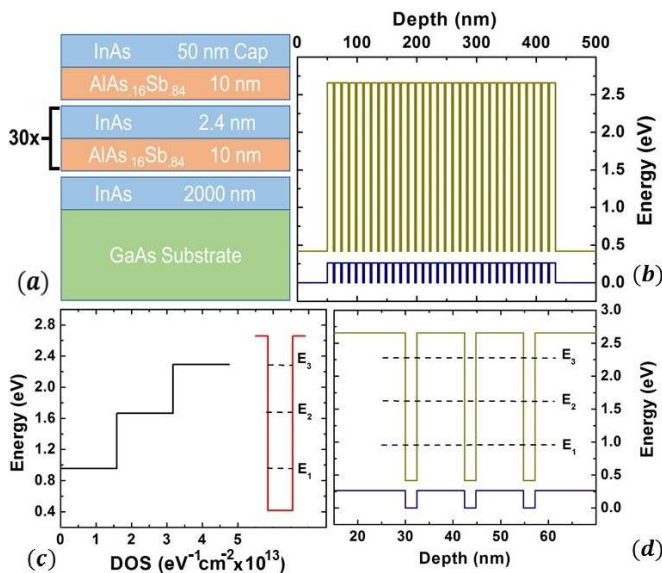 InAs 50 nm Cap
AlAs.16Sb.84 10 nm
30x
InAs 2.4 nm
AlAs.16Sb.84 10 nm
InAs 2000 nm
GaAs Substrate
(a)
Depth (nm)
0 50 100 150 200 250 300 350 400 500
2.5
2.0
1.5
1.0
0.5
0.0
Energy (eV)
(b)
2.8
2.4
2.0
1.6
1.2
0.8
0.4
Energy (eV)
E3
E2
E1
0 1 2 3 4 5
DOS (eV-1cm-2x1013)
(c)
3.0
2.5
2.0
1.5
1.0
0.5
0.0
Energy (eV)
E3
E2
E1
20 30 40 50 60
Depth (nm)
(d)